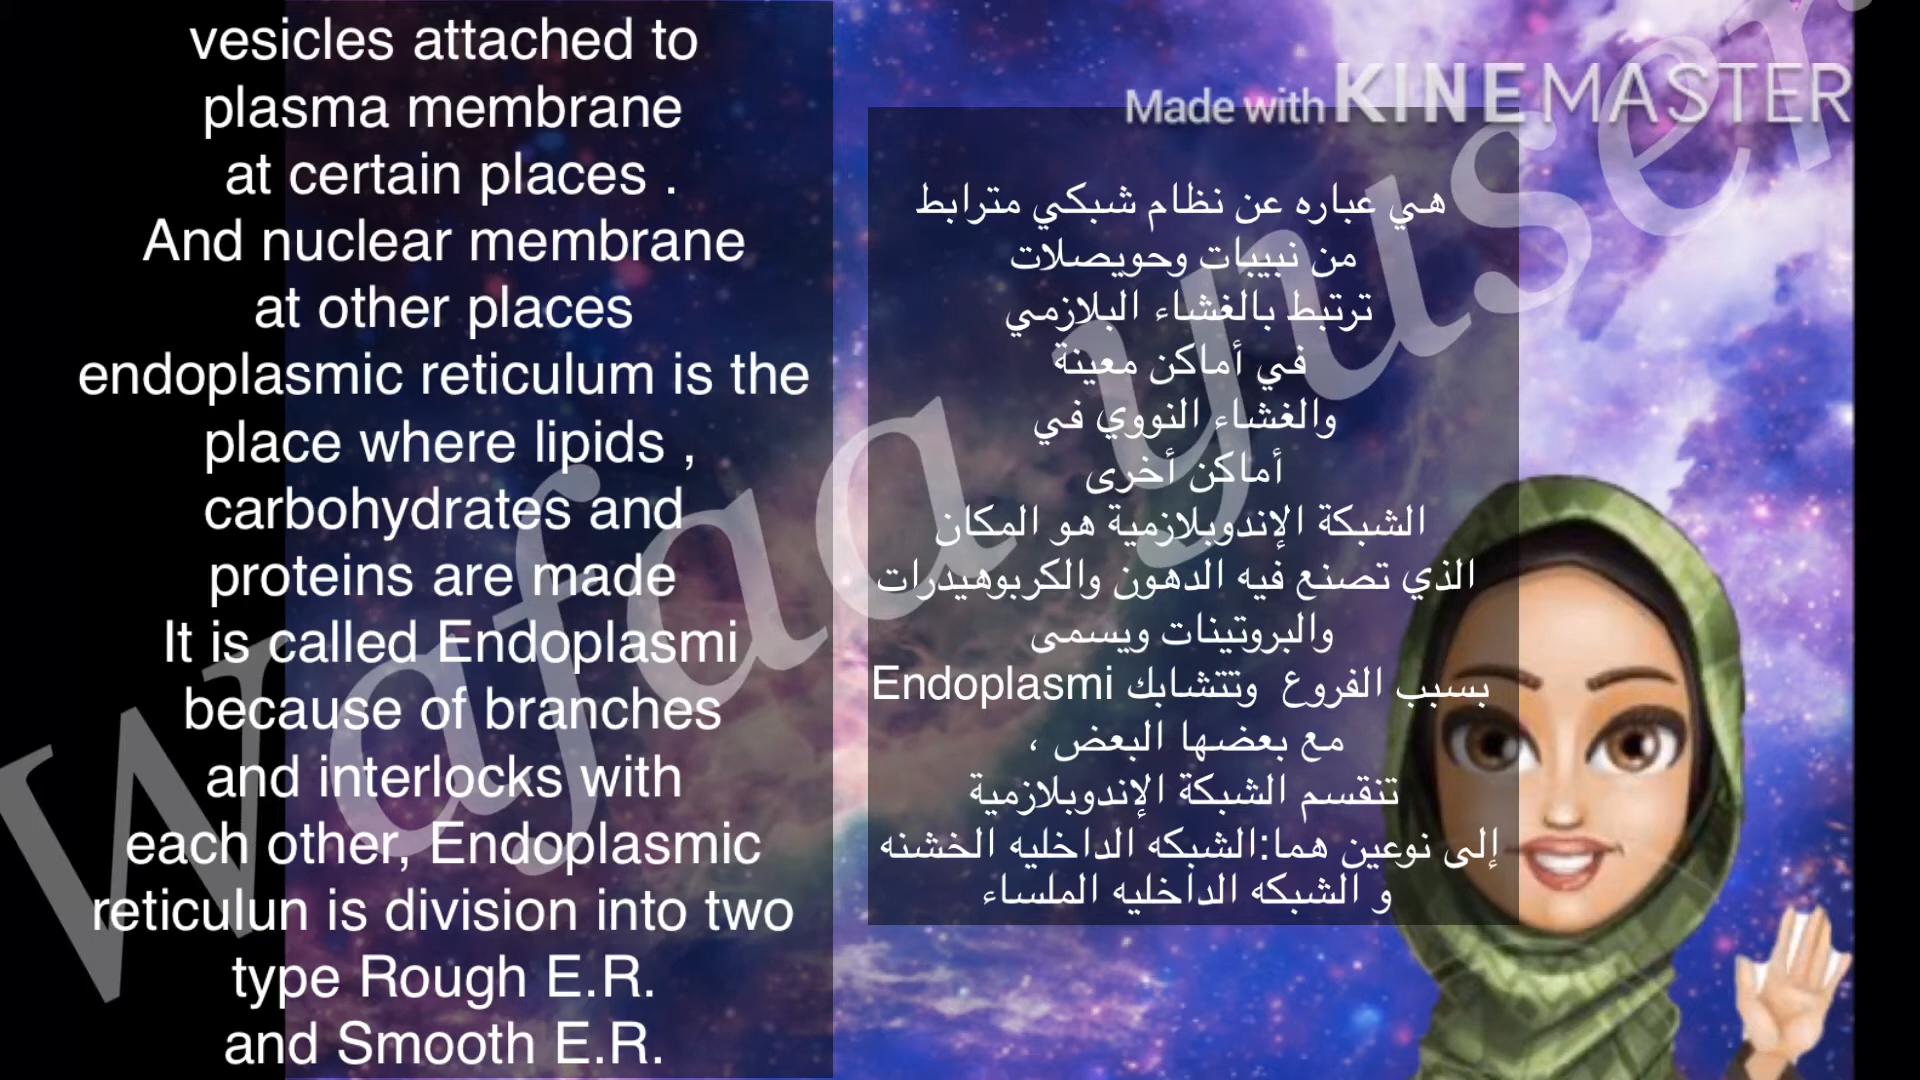 vesicles attached to
plasma membrane
at certain places .
And nuclear membrane
at other places
endoplasmic reticulum is the
place where lipids ,
carbohydrates and
proteins are made
It is called Endoplasmi
because of branches
and interlocks with
each other, Endoplasmic
reticulun is division into two
type Rough E.R.
and Smooth E.R.
Made with KINEMASTER
هي عباره عن نظام شبكي مترابط
من نبيبات وحويصلات
ترتبط بالغشاء البلازمي
في أماكن معينة
والغشاء النووي في
أماكن أخرى
الشبكة الإندوبلازمية هو المكان
الذي تصنع فيه الدهون والكربوهيدرات
والبروتينات ويسمى
بسبب الفروع وتتشابك Endoplasmi
مع بعضها البعض ،
تنقسم الشبكة الإندوبلازمية
إلى نوعين هما:الشبكه الداخليه الخشنه
و الشبكه الداخليه الملساء
Wafaa yuser